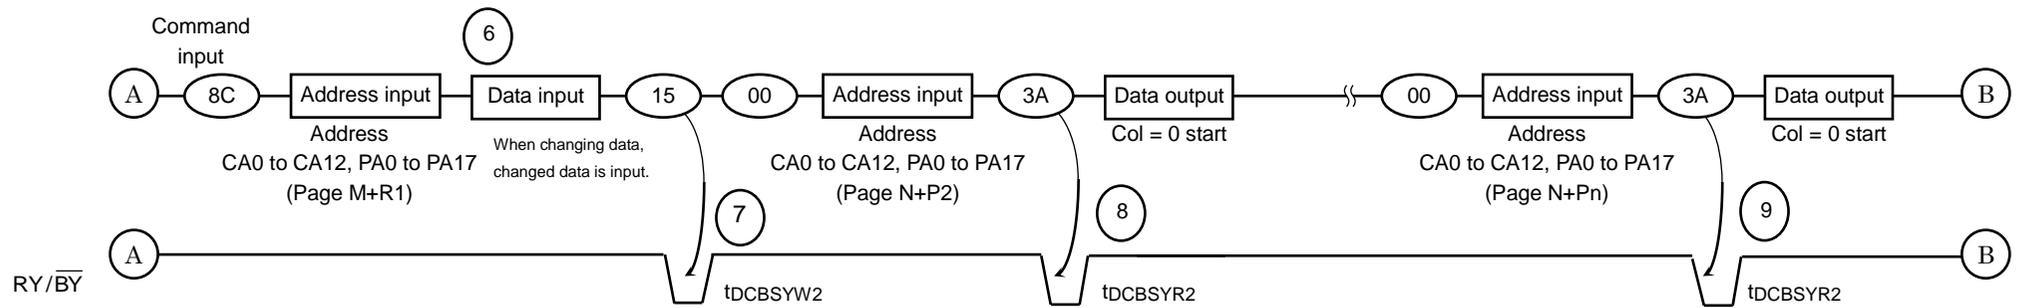 Command
input
6
A 8C Address input Data input 15 00 Address input 3A Data output 00 Address input 3A Data output B
Address
CA0 to CA12, PA0 to PA17
(Page M+R1)
When changing data,
changed data is input.
Address
CA0 to CA12, PA0 to PA17
(Page N+P2)
Col = 0 start
Address
CA0 to CA12, PA0 to PA17
(Page N+Pn)
Col = 0 start
7
8
9
A B
RY/B̅Y̅
tDCBSYW2
tDCBSYR2
tDCBSYR2